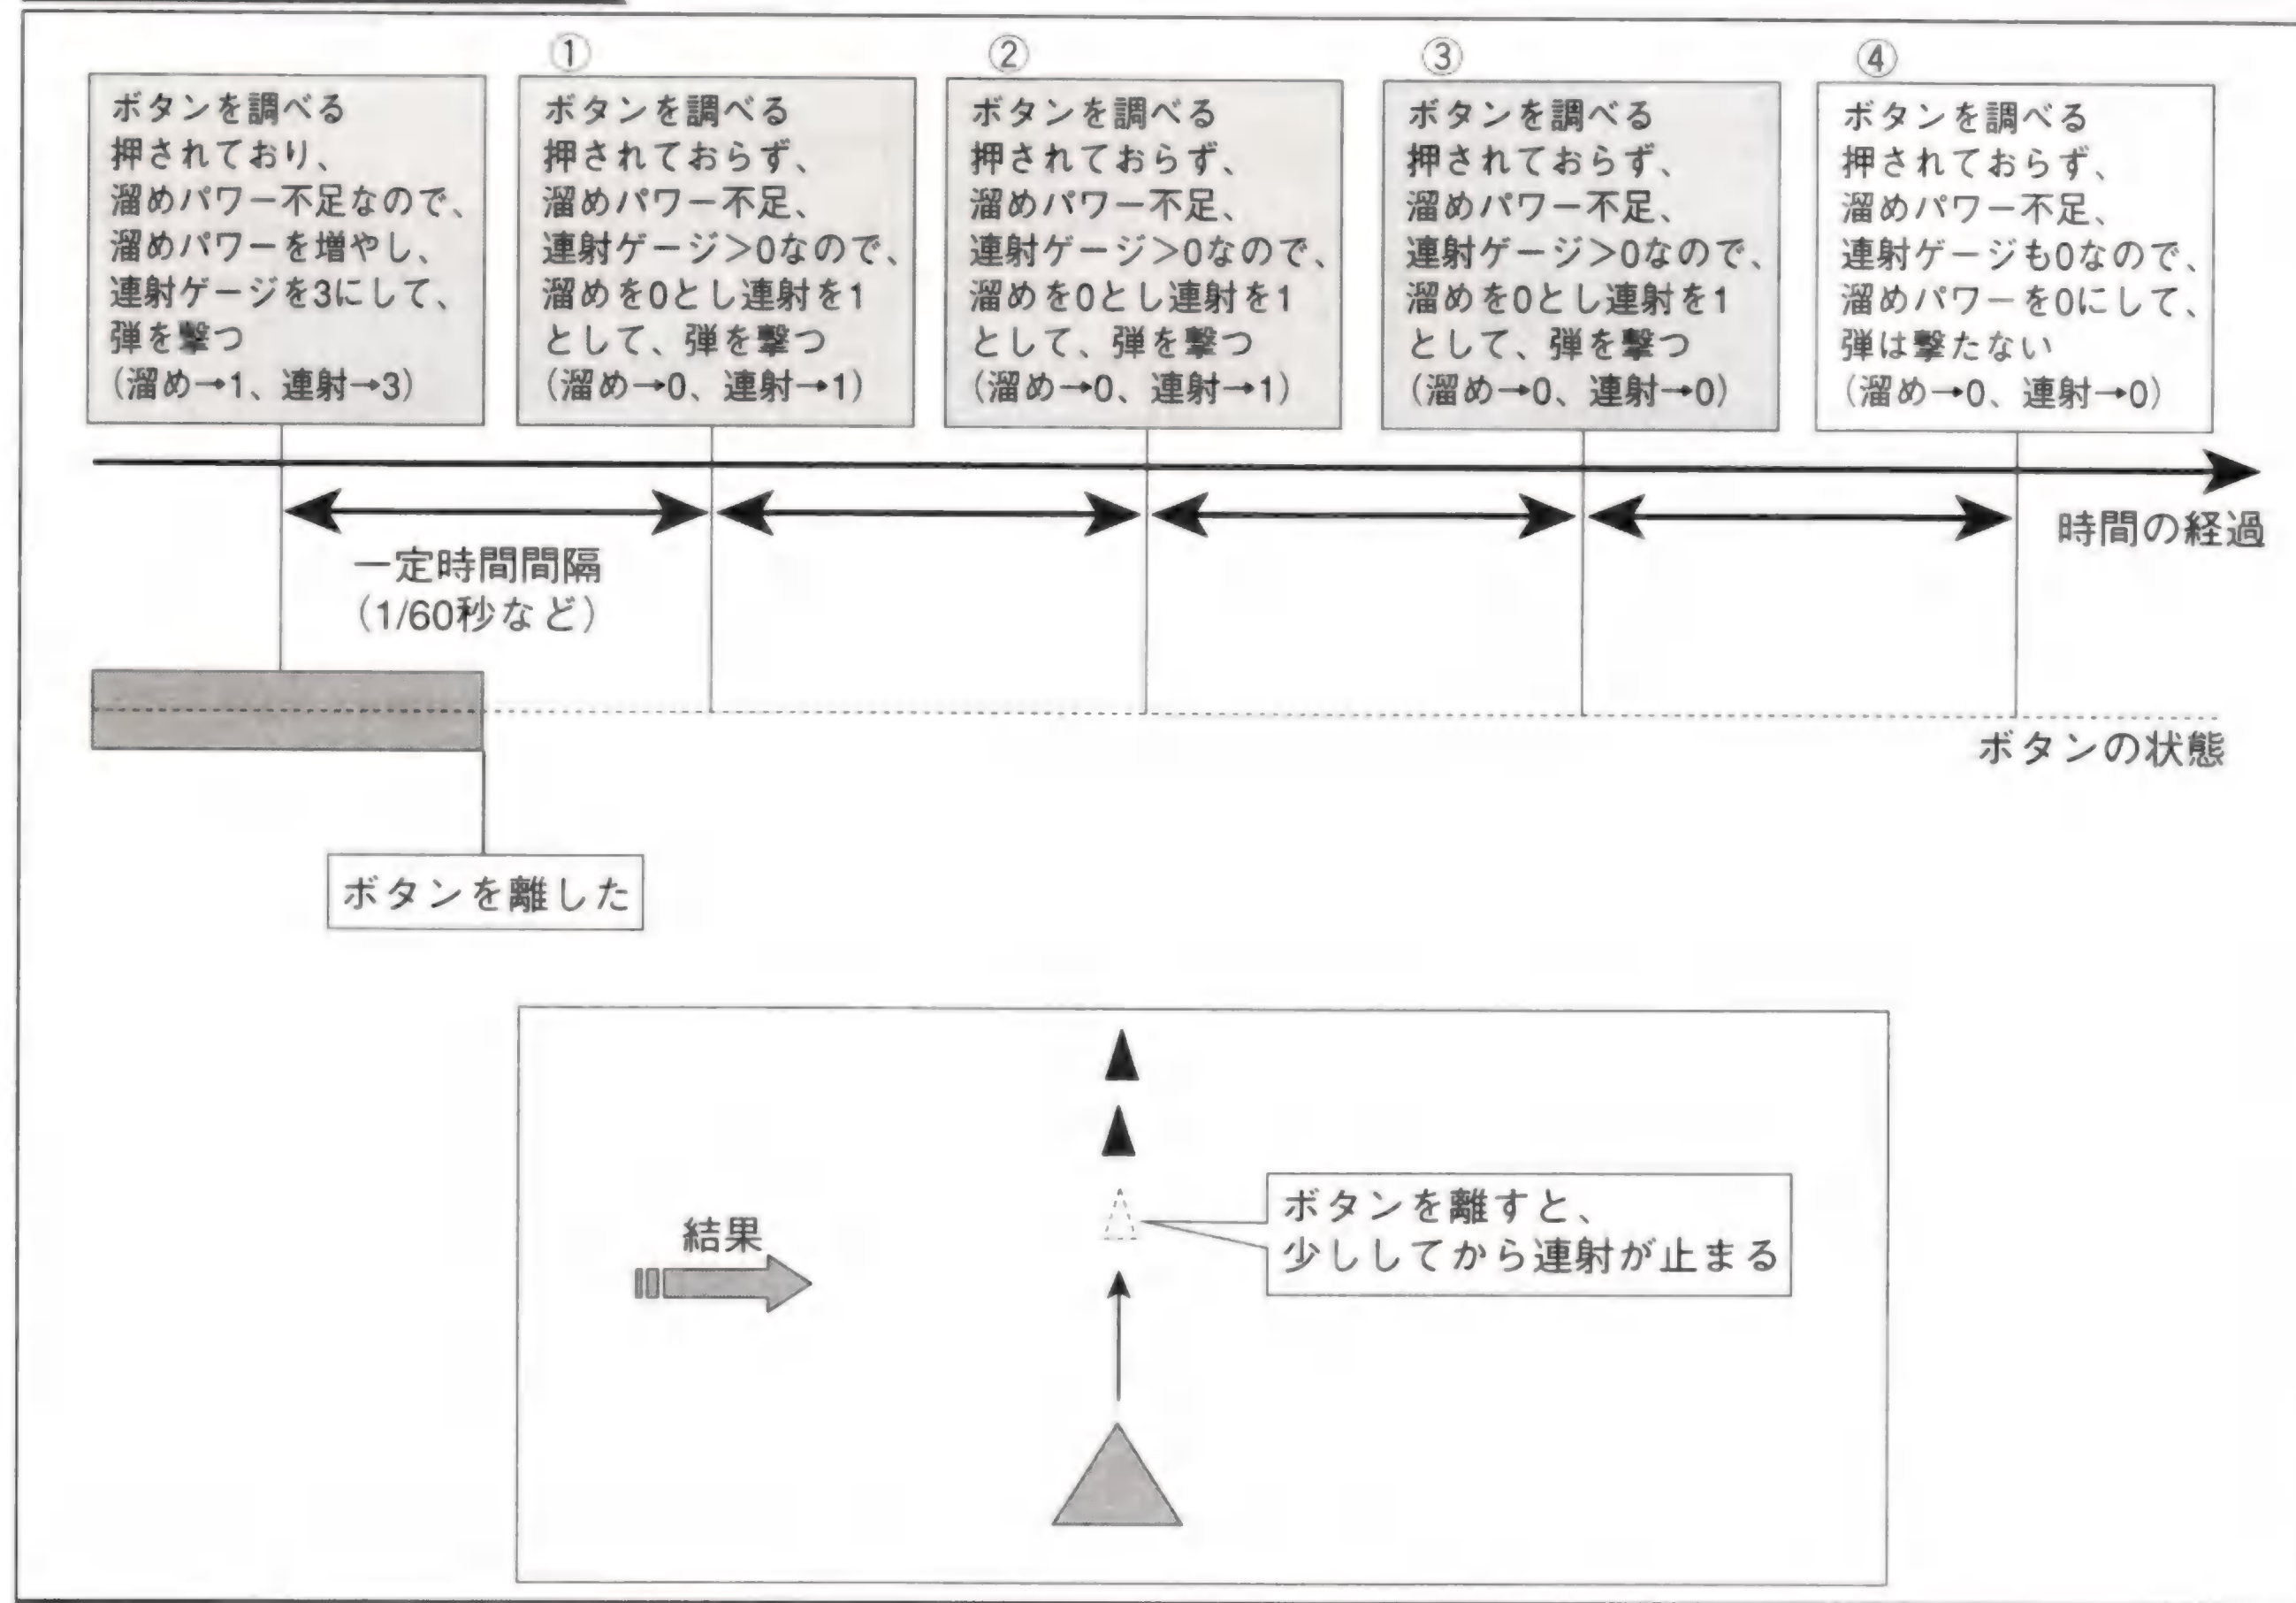 ボタンを調べる
押されており、
溜めパワー不足なので、
溜めパワーを増やし、
連射ゲージを3にして、
弾を撃つ
(溜め→1、連射→3)
①
ボタンを調べる
押されておらず、
溜めパワー不足、
連射ゲージ>0なので、
溜めを0とし連射を1
として、弾を撃つ
(溜め→0、連射→1)
②
ボタンを調べる
押されておらず、
溜めパワー不足、
連射ゲージ>0なので、
溜めを0とし連射を1
として、弾を撃つ
(溜め→0、連射→1)
③
ボタンを調べる
押されておらず、
溜めパワー不足、
連射ゲージ>0なので、
溜めを0とし連射を1
として、弾を撃つ
(溜め→0、連射→0)
④
ボタンを調べる
押されておらず、
溜めパワー不足、
連射ゲージも0なので、
溜めパワーを0にして、
弾は撃たない
(溜め→0、連射→0)
時間の経過
一定時間間隔
(1/60秒など)
ボタンの状態
ボタンを離した
結果
ボタンを離すと、
少ししてから連射が止まる